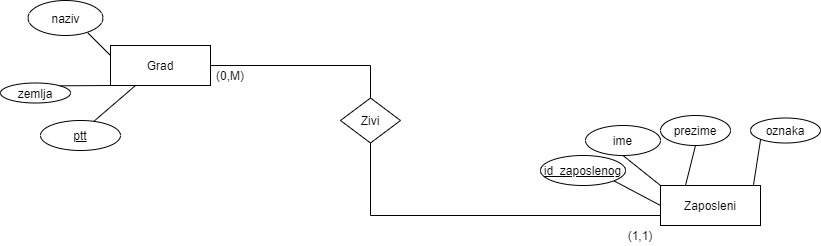 naziv
Grad
(0,M)
zemlja
ptt
Zivi
ime
prezime
oznaka
id_zaposlenog
Zaposleni
(1,1)